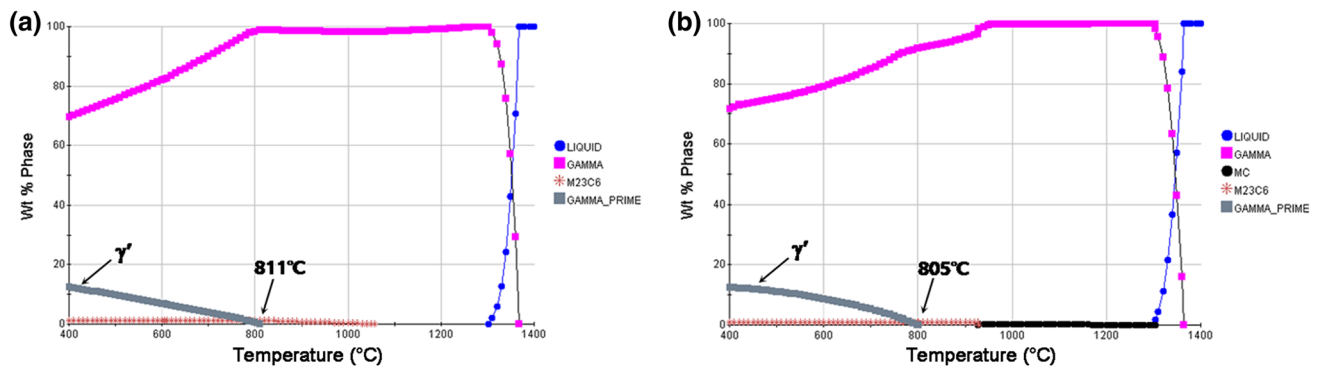 (a)
100
80
60
40
20
0
Wt % Phase
γ′
811℃
400
600
800
1000
1200
1400
Temperature (°C)
LIQUID
GAMMA
M23C6
GAMMA_PRIME
(b)
100
80
60
40
20
0
Wt % Phase
γ′
805℃
400
600
800
1000
1200
1400
Temperature (°C)
LIQUID
GAMMA
MC
M23C6
GAMMA_PRIME